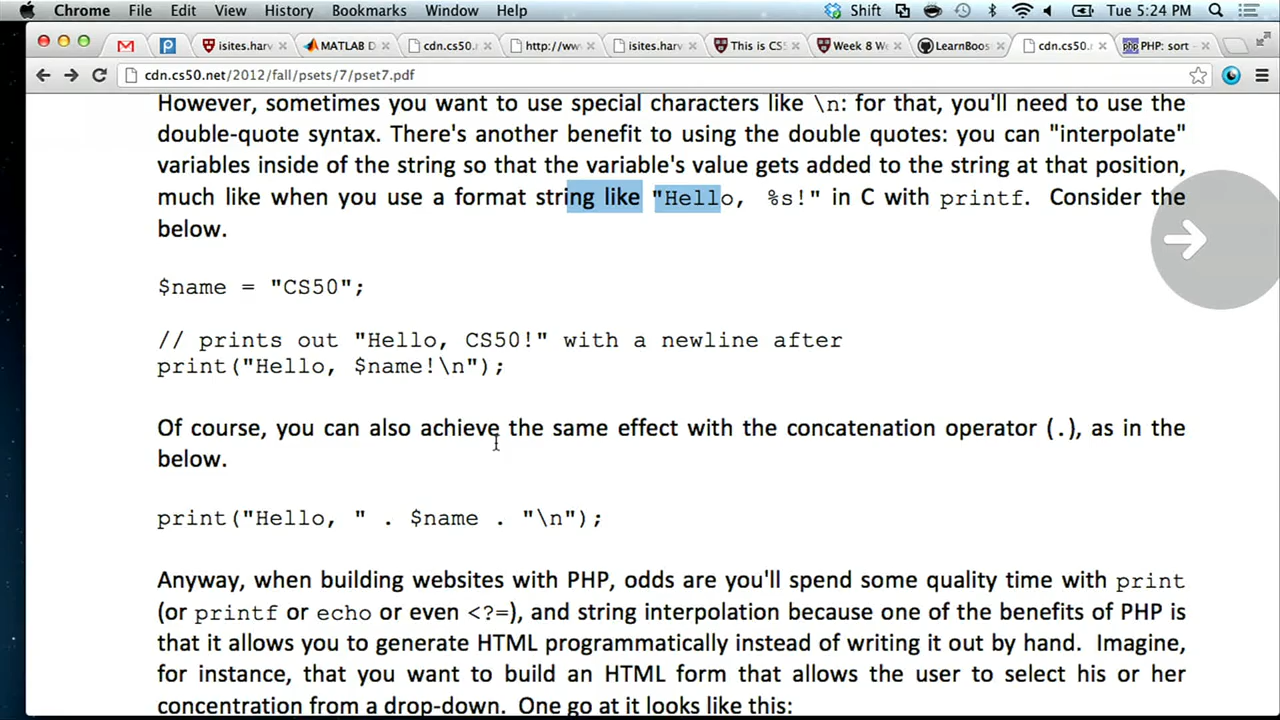 Chrome File Edit View History Bookmarks Window Help Shift Tue 5:24 PM
isites.harv MATLAB D cdn.cs50. http://ww isites.harv This is CS Week 8 W LearnBoos cdn.cs50. PHP: sort -
cdn.cs50.net/2012/fall/psets/7/pset7.pdf
However, sometimes you want to use special characters like \n: for that, you'll need to use the
double-quote syntax. There's another benefit to using the double quotes: you can "interpolate"
variables inside of the string so that the variable's value gets added to the string at that position,
much like when you use a format string like "Hello, %s!" in C with printf. Consider the
below.
$name = "CS50";
// prints out "Hello, CS50!" with a newline after
print("Hello, $name!\n");
Of course, you can also achieve the same effect with the concatenation operator (.), as in the
below.
print("Hello, " . $name . "\n");
Anyway, when building websites with PHP, odds are you'll spend some quality time with print
(or printf or echo or even <?=), and string interpolation because one of the benefits of PHP is
that it allows you to generate HTML programmatically instead of writing it out by hand. Imagine,
for instance, that you want to build an HTML form that allows the user to select his or her
concentration from a drop-down. One go at it looks like this: